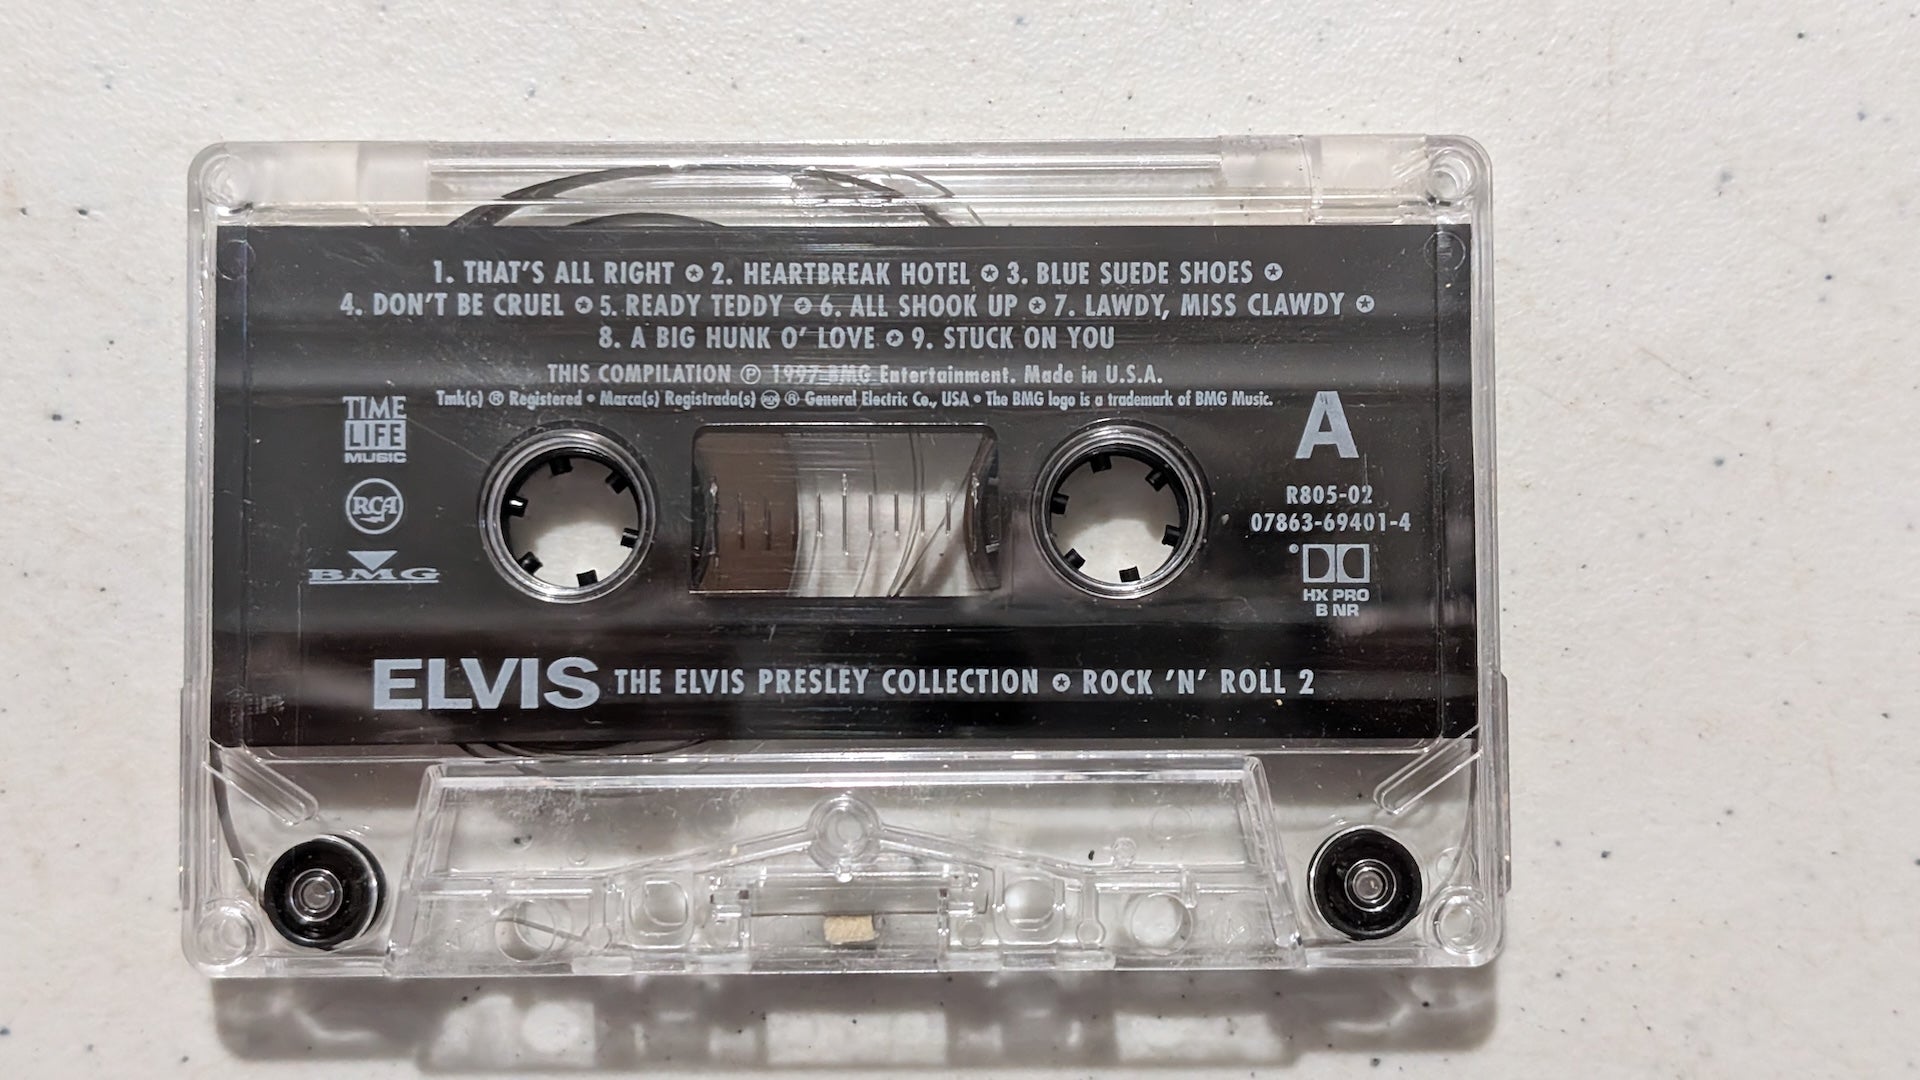 1. THAT'S ALL RIGHT ✪ 2. HEARTBREAK HOTEL ✪ 3. BLUE SUEDE SHOES ✪
4. DON'T BE CRUEL ✪ 5. READY TEDDY ✪ 6. ALL SHOOK UP ✪ 7. LAWDY, MISS CLAWDY ✪
8. A BIG HUNK O' LOVE ✪ 9. STUCK ON YOU
THIS COMPILATION ℗ 1997 BMG Entertainment. Made in U.S.A.
Tmk(s) ® Registered • Marca(s) Registrada(s) RCA ® General Electric Co., USA • The BMG logo is a trademark of BMG Music.
TIME
LIFE
MUSIC
RCA
BMG
A
R805-02
07863-69401-4
HX PRO
B NR
ELVIS THE ELVIS PRESLEY COLLECTION ✪ ROCK 'N' ROLL 2